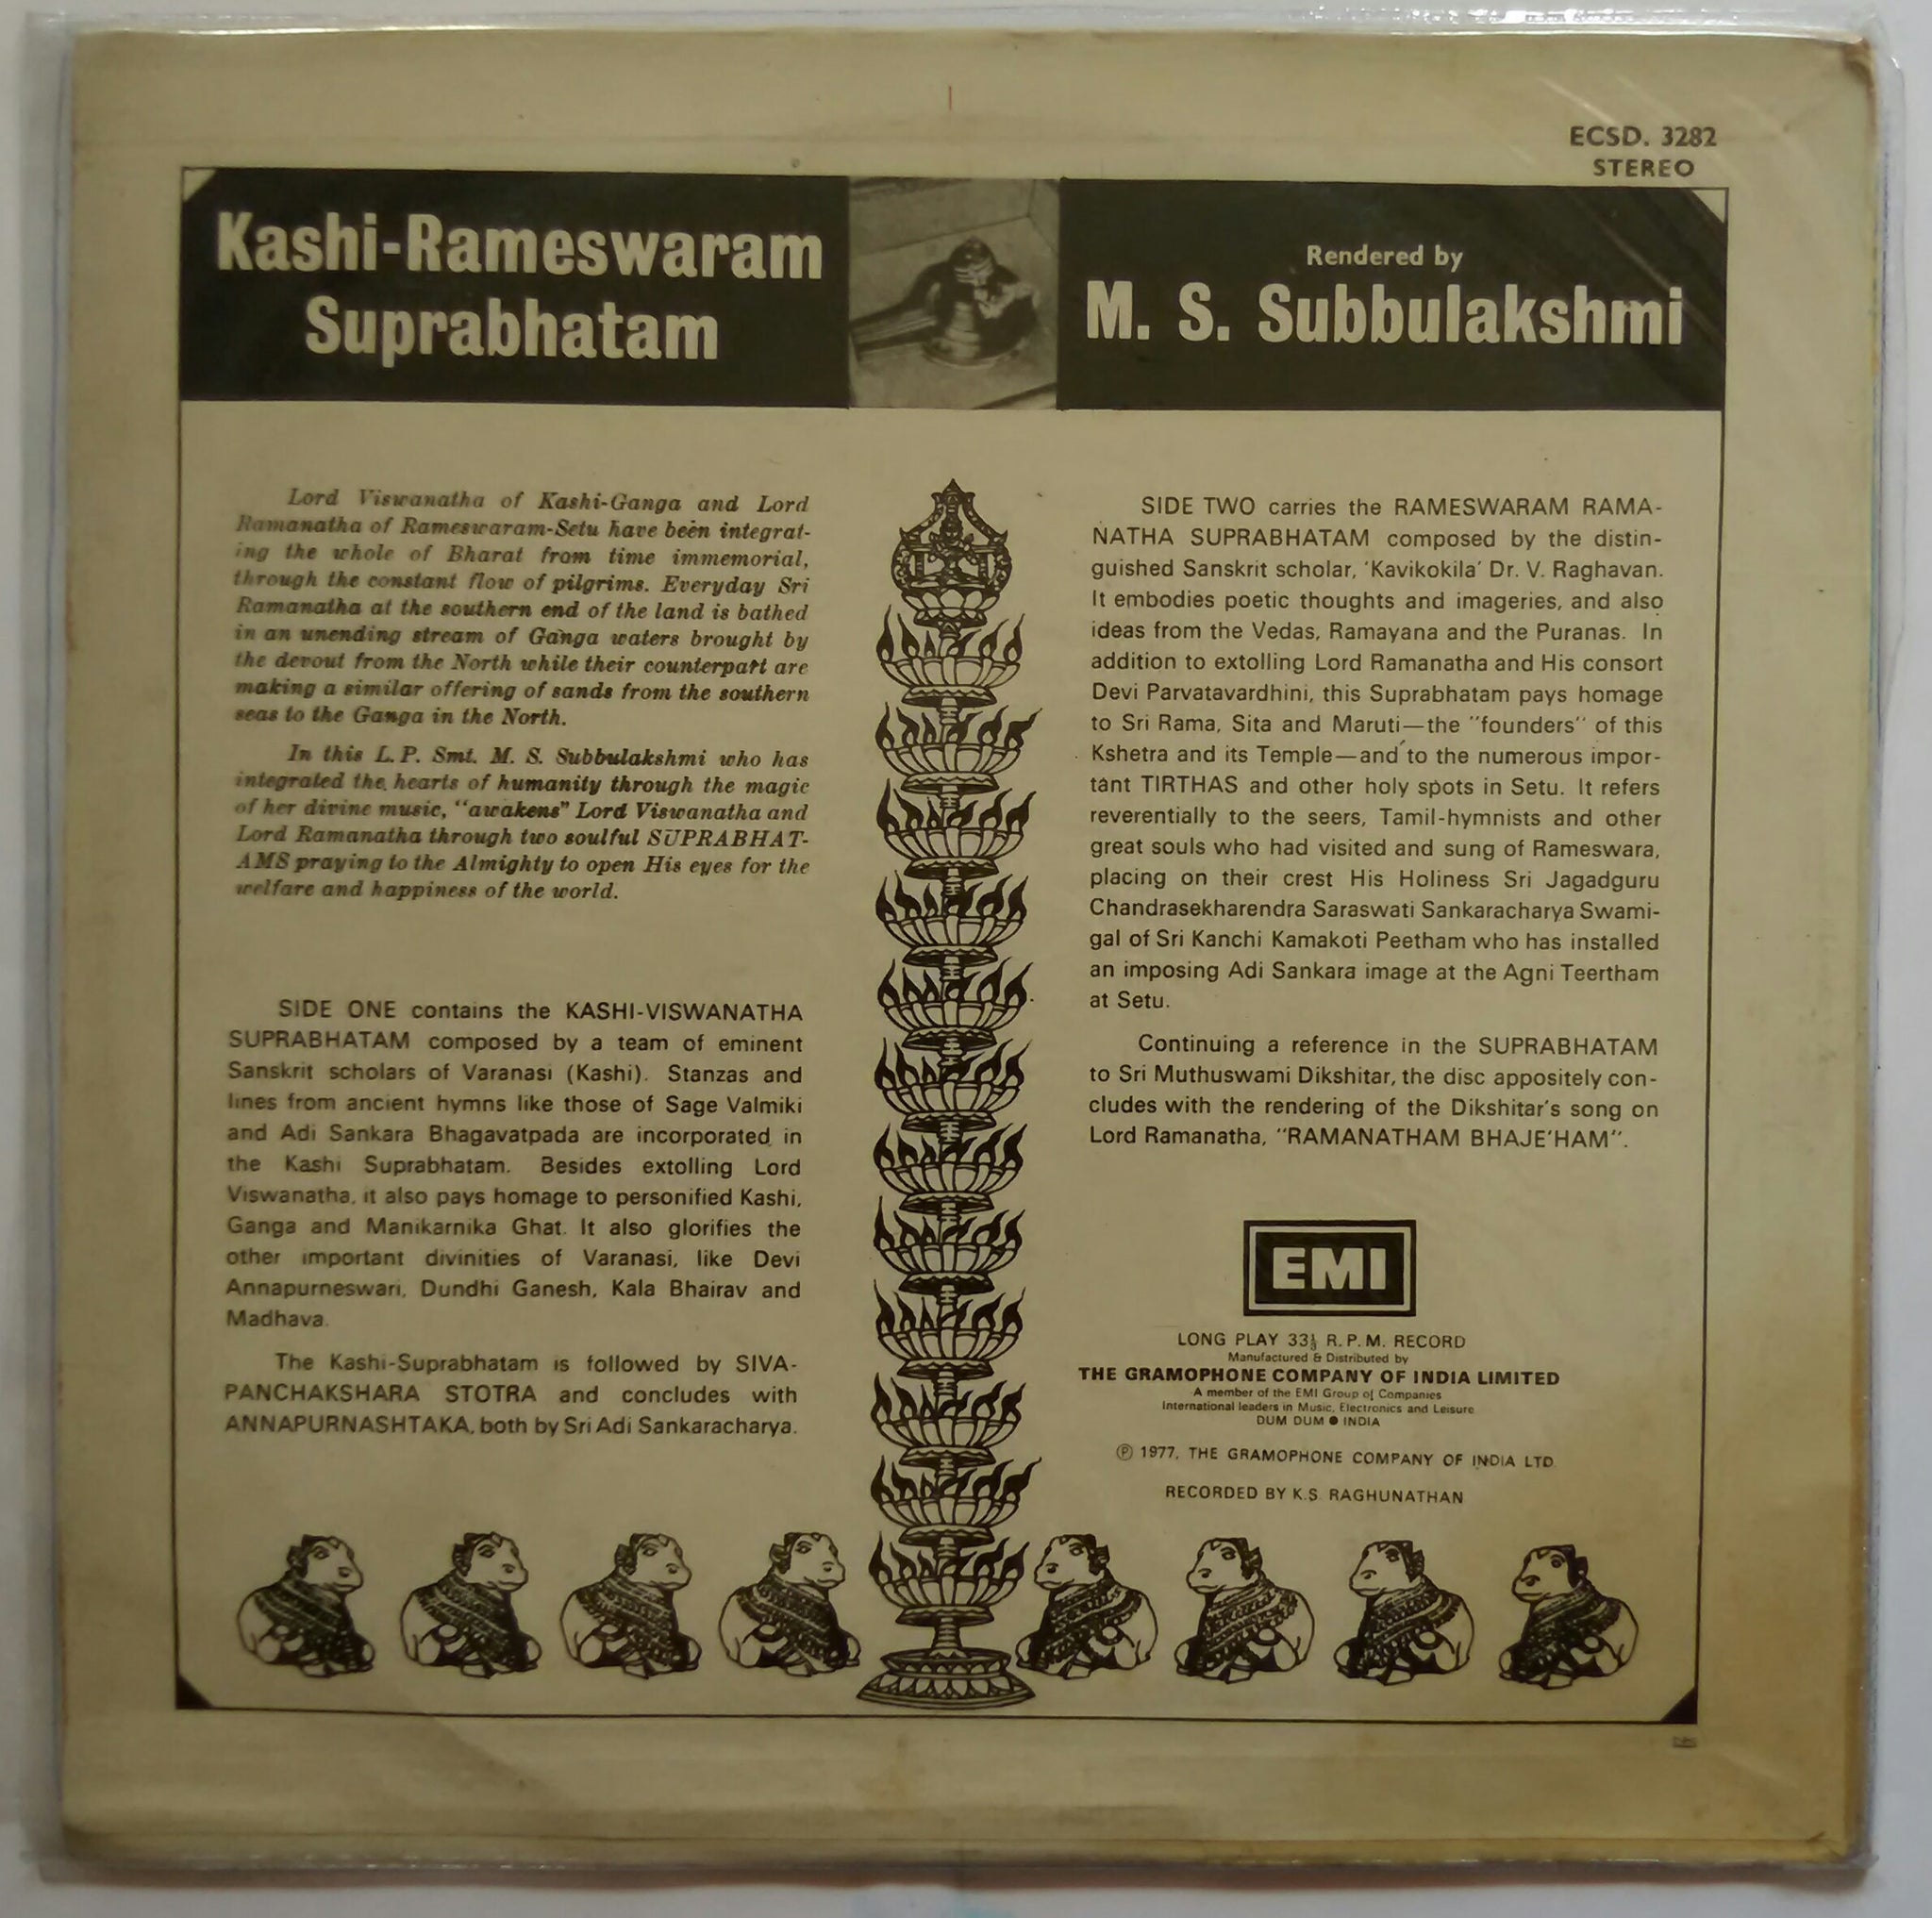 ECSD. 3282
STEREO
Kashi-Rameswaram
Suprabhatam
Rendered by
M. S. Subbulakshmi
Lord Viswanatha of Kashi-Ganga and Lord
Ramanatha of Rameswaram-Setu have been integrat-
ing the whole of Bharat from time immemorial,
through the constant flow of pilgrims. Everyday Sri
Ramanatha at the southern end of the land is bathed
in an unending stream of Ganga waters brought by
the devout from the North while their counterpart are
making a similar offering of sands from the southern
seas to the Ganga in the North.
In this L.P. Smt. M. S. Subbulakshmi who has
integrated the hearts of humanity through the magic
of her divine music, "awakens" Lord Viswanatha and
Lord Ramanatha through two soulful SUPRABHAT-
AMS praying to the Almighty to open His eyes for the
welfare and happiness of the world.
SIDE ONE contains the KASHI-VISWANATHA
SUPRABHATAM composed by a team of eminent
Sanskrit scholars of Varanasi (Kashi). Stanzas and
lines from ancient hymns like those of Sage Valmiki
and Adi Sankara Bhagavatpada are incorporated in
the Kashi Suprabhatam. Besides extolling Lord
Viswanatha, it also pays homage to personified Kashi,
Ganga and Manikarnika Ghat. It also glorifies the
other important divinities of Varanasi, like Devi
Annapurneswari, Dundhi Ganesh, Kala Bhairav and
Madhava.
The Kashi-Suprabhatam is followed by SIVA-
PANCHAKSHARA STOTRA and concludes with
ANNAPURNASHTAKA, both by Sri Adi Sankaracharya.
SIDE TWO carries the RAMESWARAM RAMA-
NATHA SUPRABHATAM composed by the distin-
guished Sanskrit scholar, 'Kavikokila' Dr. V. Raghavan.
It embodies poetic thoughts and imageries, and also
ideas from the Vedas, Ramayana and the Puranas. In
addition to extolling Lord Ramanatha and His consort
Devi Parvatavardhini, this Suprabhatam pays homage
to Sri Rama, Sita and Maruti—the "founders" of this
Kshetra and its Temple—and to the numerous impor-
tant TIRTHAS and other holy spots in Setu. It refers
reverentially to the seers, Tamil-hymnists and other
great souls who had visited and sung of Rameswara,
placing on their crest His Holiness Sri Jagadguru
Chandrasekharendra Saraswati Sankaracharya Swami-
gal of Sri Kanchi Kamakoti Peetham who has installed
an imposing Adi Sankara image at the Agni Teertham
at Setu.
Continuing a reference in the SUPRABHATAM
to Sri Muthuswami Dikshitar, the disc appositely con-
cludes with the rendering of the Dikshitar's song on
Lord Ramanatha, "RAMANATHAM BHAJE'HAM".
EMI
LONG PLAY 33⅓ R.P.M. RECORD
Manufactured & Distributed by
THE GRAMOPHONE COMPANY OF INDIA LIMITED
A member of the EMI Group of Companies
International leaders in Music, Electronics and Leisure
DUM DUM ● INDIA
℗ 1977, THE GRAMOPHONE COMPANY OF INDIA LTD.
RECORDED BY K.S. RAGHUNATHAN